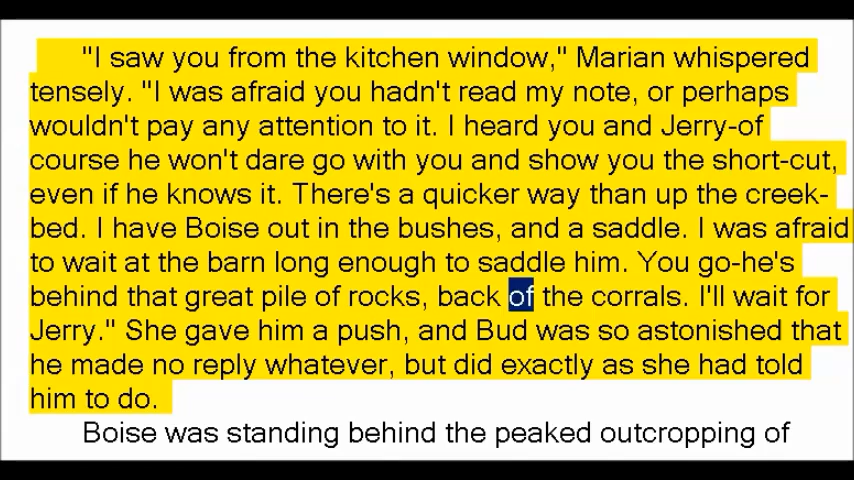 "I saw you from the kitchen window," Marian whispered
tensely. "I was afraid you hadn't read my note, or perhaps
wouldn't pay any attention to it. I heard you and Jerry-of
course he won't dare go with you and show you the short-cut,
even if he knows it. There's a quicker way than up the creek-
bed. I have Boise out in the bushes, and a saddle. I was afraid
to wait at the barn long enough to saddle him. You go-he's
behind that great pile of rocks, back of the corrals. I'll wait for
Jerry." She gave him a push, and Bud was so astonished that
he made no reply whatever, but did exactly as she had told
him to do.
Boise was standing behind the peaked outcropping of